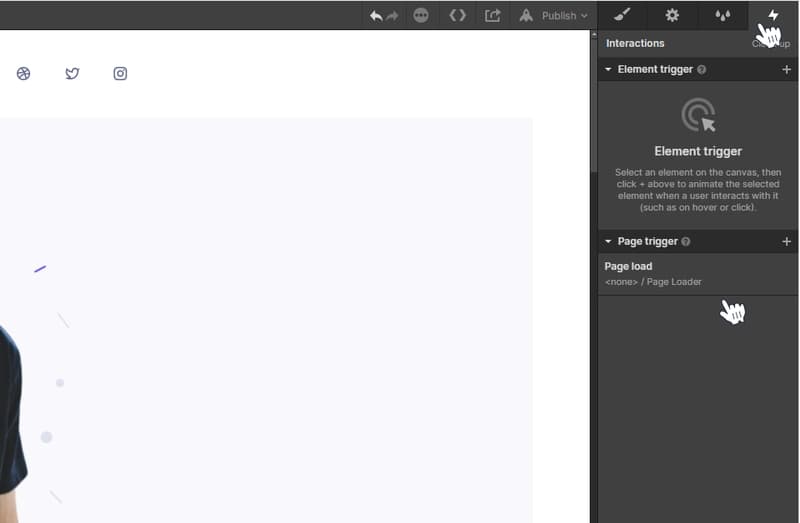 Publish
Interactions
Element trigger
Element trigger
Select an element on the canvas, then
click + above to animate the selected
element when a user interacts with it
(such as on hover or click).
Page trigger
Page load
<none> / Page Loader